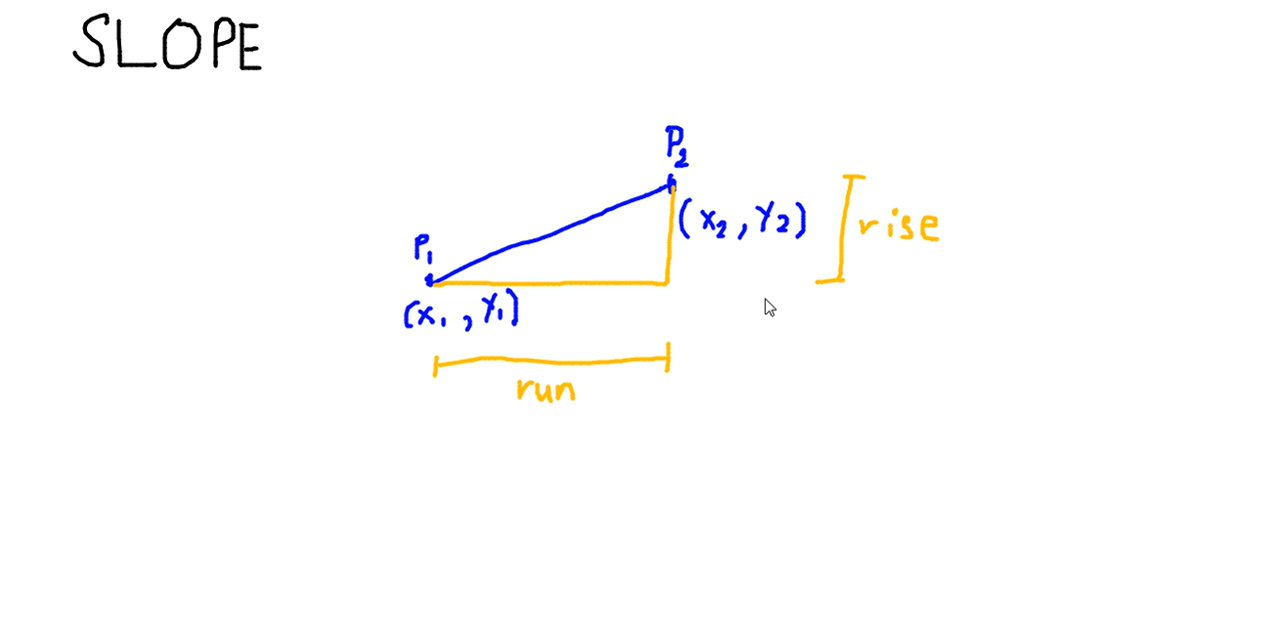 SLOPE
P₂
(x₂, y₂)
rise
P₁
(x₁, y₁)
run